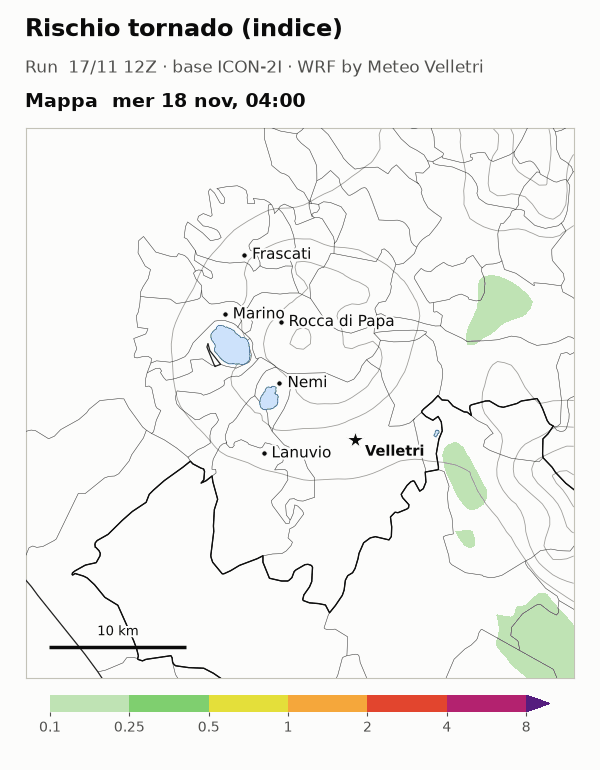 Rischio tornado (indice)
Run  17/11 12Z · base ICON-2I · WRF by Meteo Velletri
Mappa  mer 18 nov, 04:00
Frascati
Marino
Rocca di Papa
Nemi
Velletri
Lanuvio
10 km
0.1 0.25 0.5 1 2 4 8